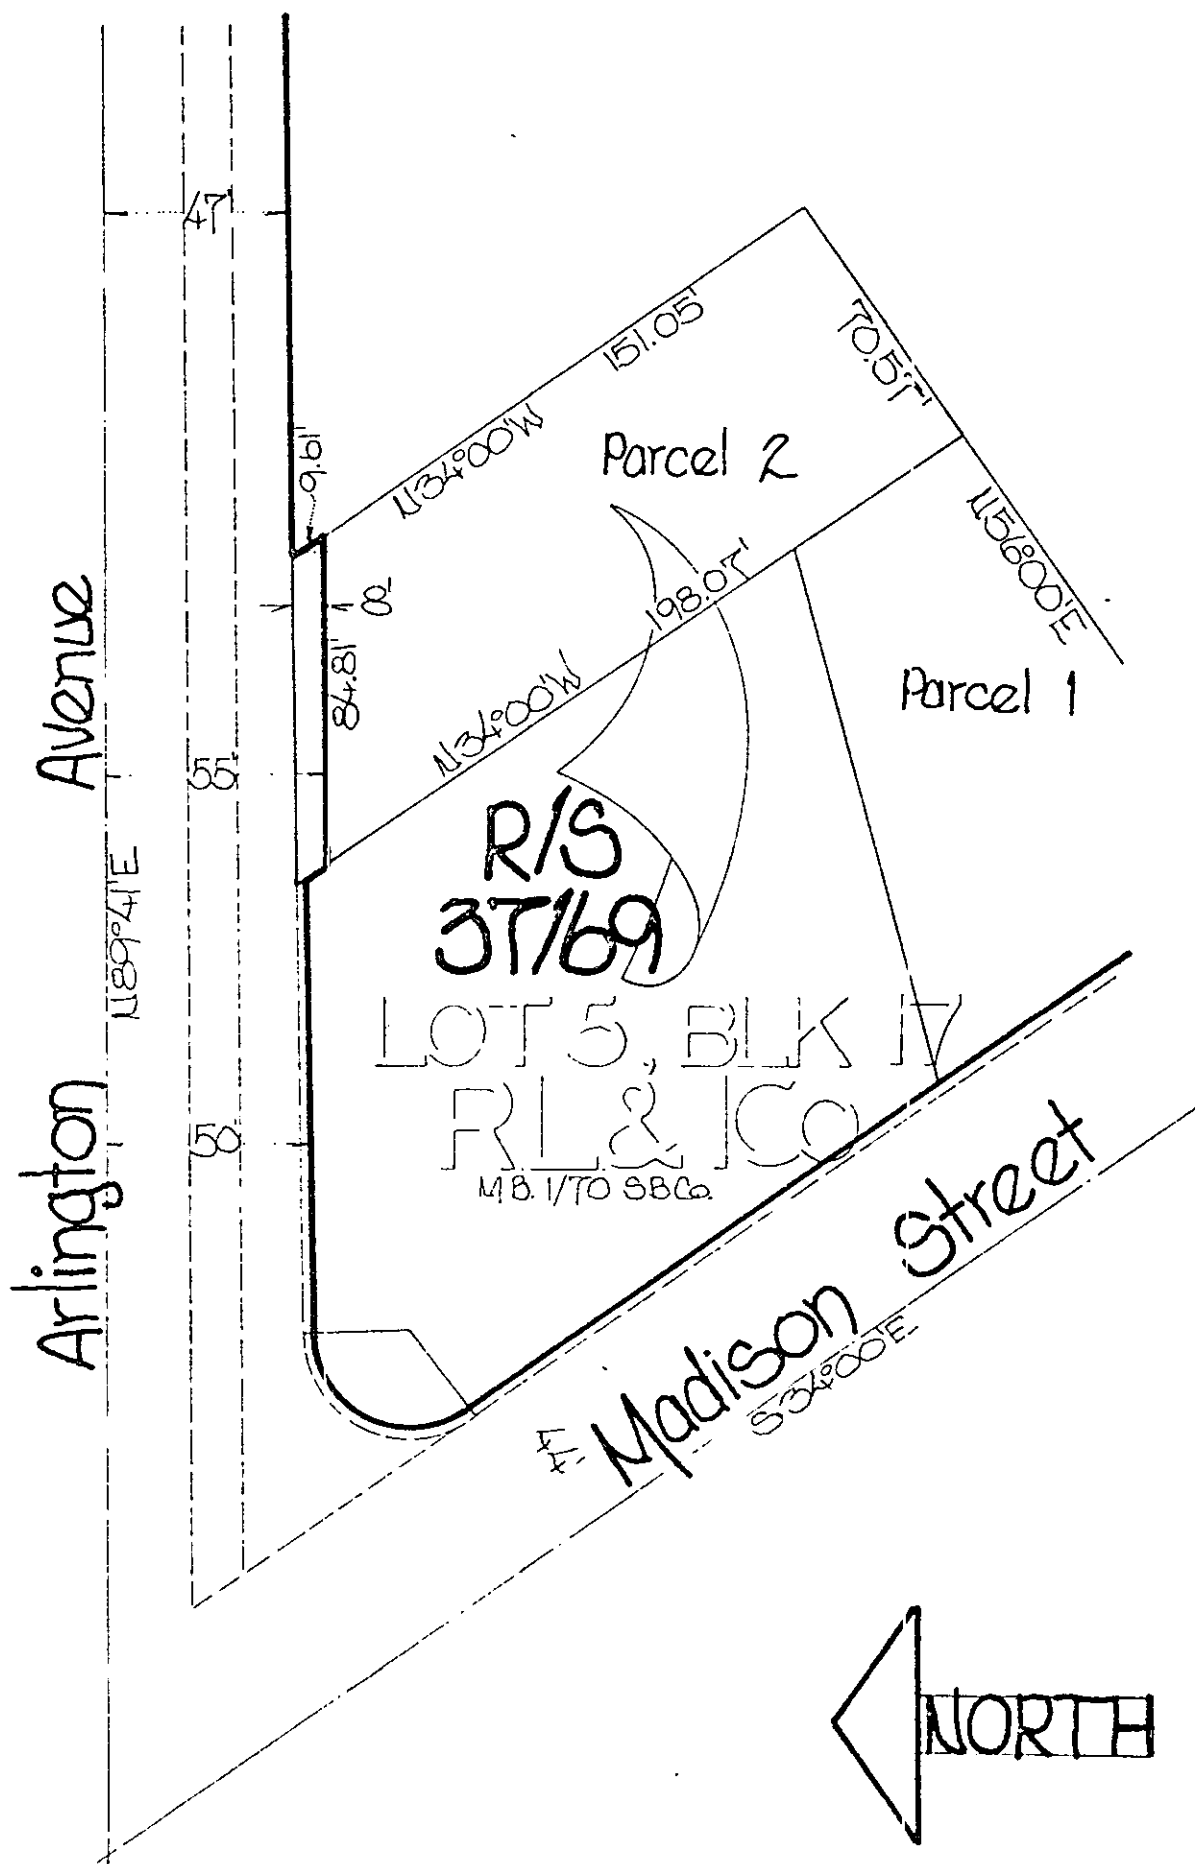 47'
151.05'
70.57'
N34°00'W
9.61'
Parcel 2
N56°00'E
8'
198.07'
84.81'
N34°00'W
Parcel 1
Arlington Avenue
N89°41'E
55'
R/S
37/69
LOT 5, BLK 17
R.L. & I Co
M.B. 1/70 S.B.Co.
50'
Madison Street
S34°00'E
NORTH